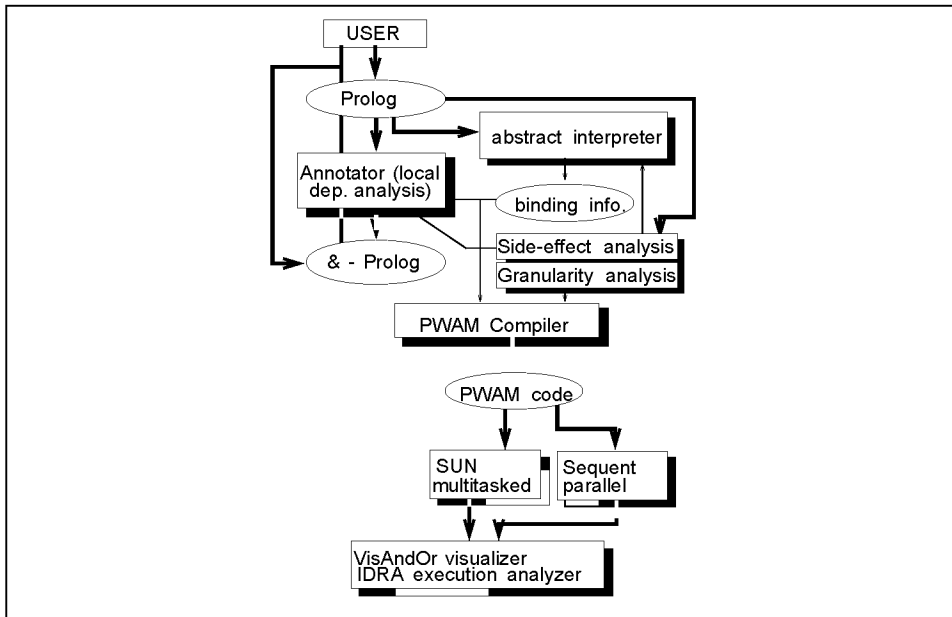 USER
Prolog
abstract interpreter
Annotator (local
dep. analysis)
binding info.
Side-effect analysis
& - Prolog
Granularity analysis
PWAM Compiler
PWAM code
SUN
multitasked
Sequent
parallel
VisAndOr visualizer
IDRA execution analyzer